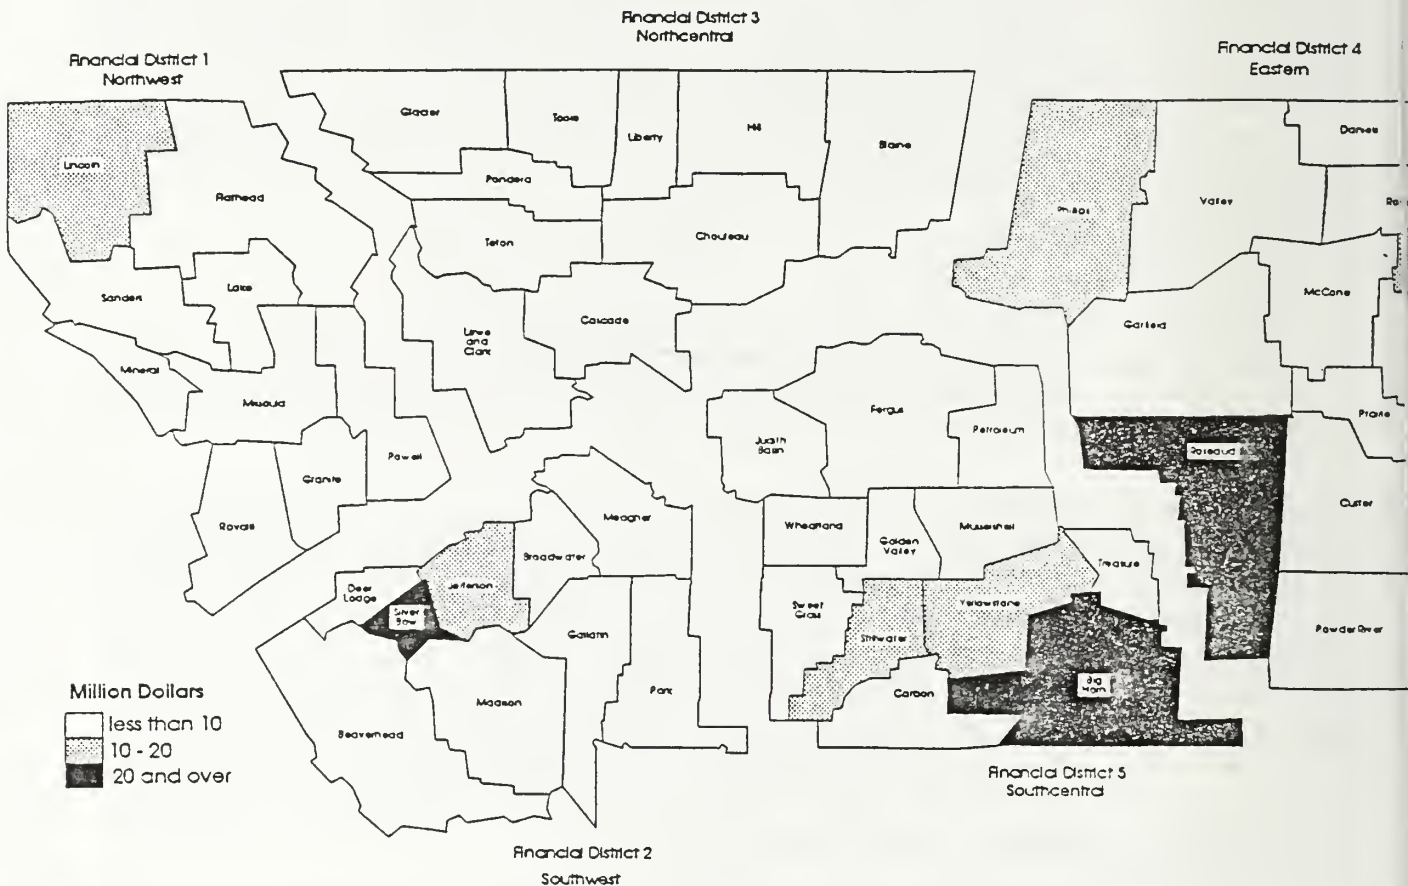 Financial District 3
Northcentral
Financial District 1
Northwest
Financial District 4
Eastern
Glacier
Toole
Liberty
Hill
Blaine
Daniels
Lincoln
Flathead
Pondera
Phillips
Valley
Ro
Teton
Chouteau
Sanders
Lake
Lewis
and
Clark
Cascade
McCone
Garfield
Mineral
Missoula
Fergus
Petroleum
Judith
Basin
Prairie
Powell
Granite
Rosebud
Ravalli
Meagher
Wheatland
Golden
Valley
Musselshell
Custer
Broadwater
Treasure
Deer
Lodge
Jefferson
Silver
Bow
Gallatin
Sweet
Grass
Stillwater
Yellowstone
Powder River
Million Dollars
less than 10
10 - 20
20 and over
Beaverhead
Madison
Park
Carbon
Big
Horn
Financial District 5
Southcentral
Financial District 2
Southwest